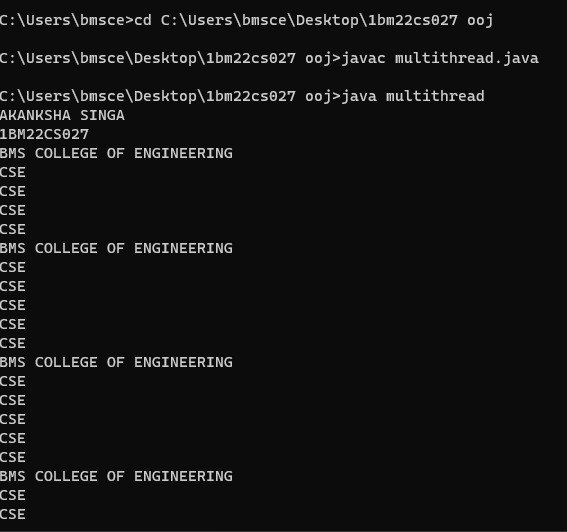 C:\Users\bmsce>cd C:\Users\bmsce\Desktop\1bm22cs027 ooj
C:\Users\bmsce\Desktop\1bm22cs027 ooj>javac multithread.java
C:\Users\bmsce\Desktop\1bm22cs027 ooj>java multithread
AKANKSHA SINGA
1BM22CS027
BMS COLLEGE OF ENGINEERING
CSE
CSE
CSE
CSE
BMS COLLEGE OF ENGINEERING
CSE
CSE
CSE
CSE
CSE
BMS COLLEGE OF ENGINEERING
CSE
CSE
CSE
CSE
CSE
BMS COLLEGE OF ENGINEERING
CSE
CSE